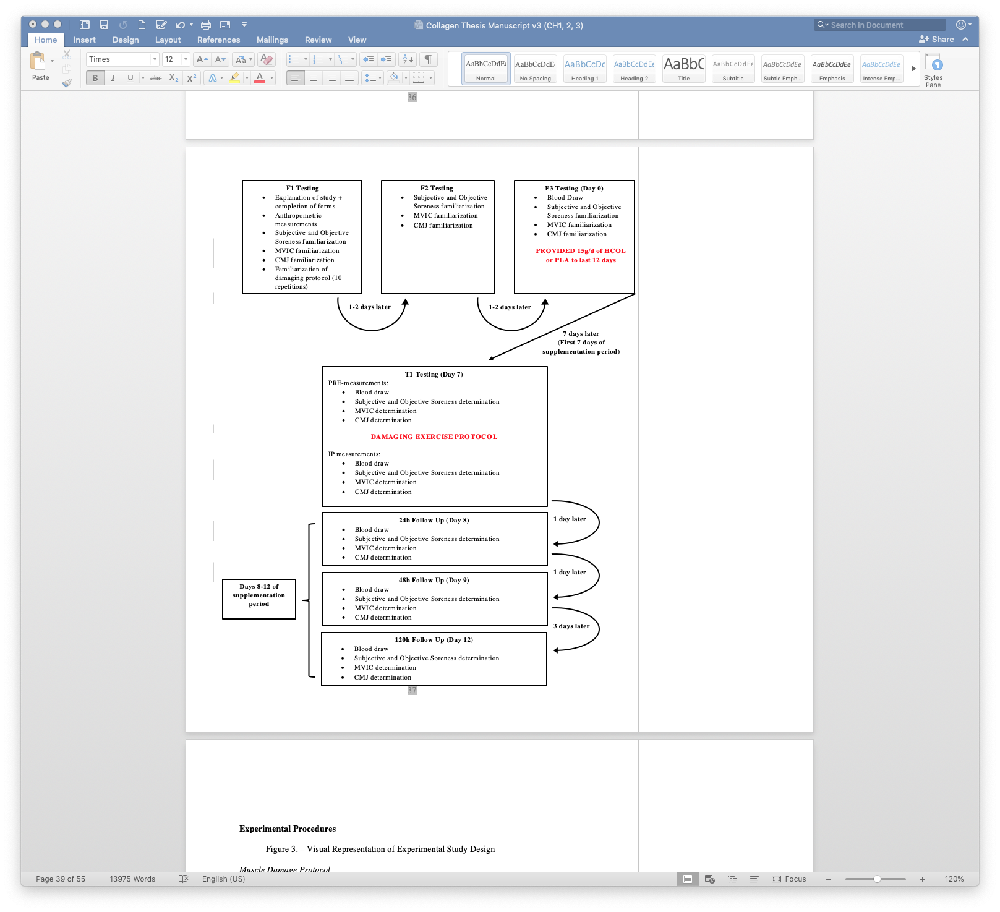 Collagen Thesis Manuscript v3 (CH1, 2, 3)
Search in Document
Home Insert Design Layout References Mailings Review View
Share
Paste
Times 12
AaBbCcDdEe AaBbCcDdEe AaBbCcDc AaBbCcDdEe AaBbC AaBbCcDdEe AaBbCcDdEe AaBbCcDdEe AaBbCcDdEe
Normal No Spacing Heading 1 Heading 2 Title Subtitle Subtle Emph... Emphasis Intense Emp...
Styles
Pane
36
F1 Testing
• Explanation of study +
completion of forms
• Anthropometric
measurements
• Subjective and Objective
Soreness familiarization
• MVIC familiarization
• CMJ familiarization
• Familiarization of
damaging protocol (10
repetitions)
F2 Testing
• Subjective and Objective
Soreness familiarization
• MVIC familiarization
• CMJ familiarization
F3 Testing (Day 0)
• Blood Draw
• Subjective and Objective
Soreness familiarization
• MVIC familiarization
• CMJ familiarization
PROVIDED 15g/d of HCOL
or PLA to last 12 days
1-2 days later
1-2 days later
7 days later
(First 7 days of
supplementation period)
T1 Testing (Day 7)
PRE-measurements:
• Blood draw
• Subjective and Objective Soreness determination
• MVIC determination
• CMJ determination
DAMAGING EXERCISE PROTOCOL
IP measurements:
• Blood draw
• Subjective and Objective Soreness determination
• MVIC determination
• CMJ determination
1 day later
24h Follow Up (Day 8)
• Blood draw
• Subjective and Objective Soreness determination
• MVIC determination
• CMJ determination
1 day later
48h Follow Up (Day 9)
• Blood draw
• Subjective and Objective Soreness determination
• MVIC determination
• CMJ determination
Days 8-12 of
supplementation
period
3 days later
120h Follow Up (Day 12)
• Blood draw
• Subjective and Objective Soreness determination
• MVIC determination
• CMJ determination
37
Experimental Procedures
Figure 3. – Visual Representation of Experimental Study Design
Muscle Damage Protocol
Page 39 of 55 13975 Words English (US) Focus 120%